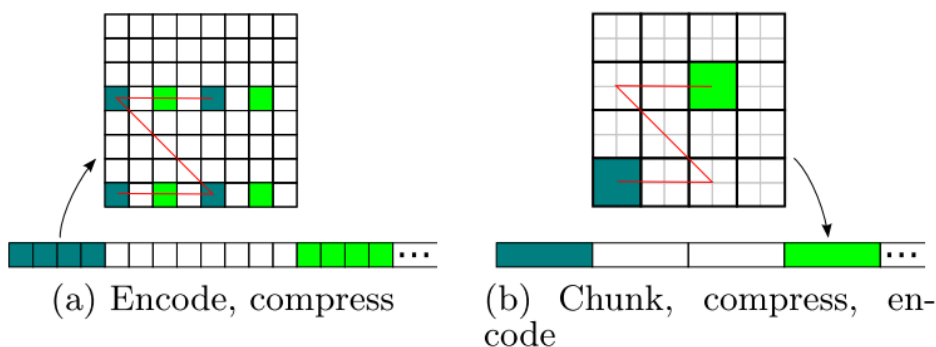 ...
...
(a) Encode, compress
(b) Chunk, compress, en-
code